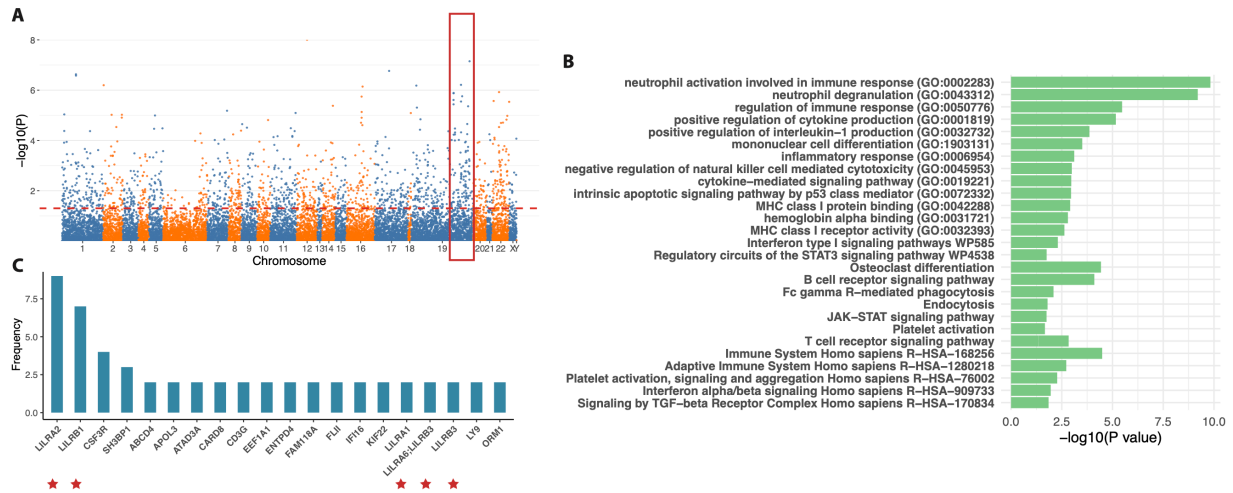 A
8
6
4
2
−log10(P)
1 2 3 4 5 6 7 8 9 10 11 12 13 14 15 16 17 18 19 20 21 22 XY
Chromosome
B
neutrophil activation involved in immune response (GO:0002283)
neutrophil degranulation (GO:0043312)
regulation of immune response (GO:0050776)
positive regulation of cytokine production (GO:0001819)
positive regulation of interleukin−1 production (GO:0032732)
mononuclear cell differentiation (GO:1903131)
inflammatory response (GO:0006954)
negative regulation of natural killer cell mediated cytotoxicity (GO:0045953)
cytokine−mediated signaling pathway (GO:0019221)
intrinsic apoptotic signaling pathway by p53 class mediator (GO:0072332)
MHC class I protein binding (GO:0042288)
hemoglobin alpha binding (GO:0031721)
MHC class I receptor activity (GO:0032393)
Interferon type I signaling pathways WP585
Regulatory circuits of the STAT3 signaling pathway WP4538
Osteoclast differentiation
B cell receptor signaling pathway
Fc gamma R−mediated phagocytosis
Endocytosis
JAK−STAT signaling pathway
Platelet activation
T cell receptor signaling pathway
Immune System Homo sapiens R−HSA−168256
Adaptive Immune System Homo sapiens R−HSA−1280218
Platelet activation, signaling and aggregation Homo sapiens R−HSA−76002
Interferon alpha/beta signaling Homo sapiens R−HSA−909733
Signaling by TGF−beta Receptor Complex Homo sapiens R−HSA−170834
0.0 2.5 5.0 7.5 10.0
−log10(P value)
C
7.5
5.0
2.5
0.0
Frequency
LILRA2
LILRB1
CSF3R
SH3BP1
ABCD4
APOL3
ATAD3A
CARD8
CD3G
EEF1A1
ENTPD4
FAM118A
FLII
IFI16
KIF22
LILRA1
LILRA6;LILRB3
LILRB3
LY9
ORM1